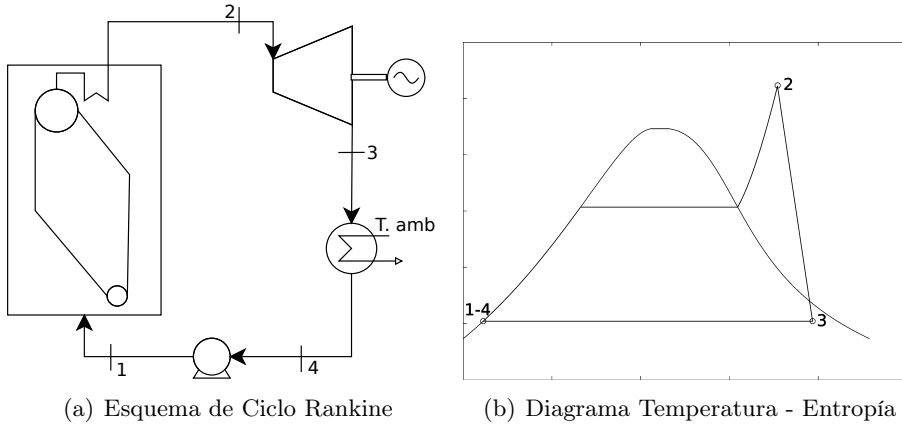 2
3
T. amb
4
1
(a) Esquema de Ciclo Rankine
2
1-4
3
(b) Diagrama Temperatura - Entropía